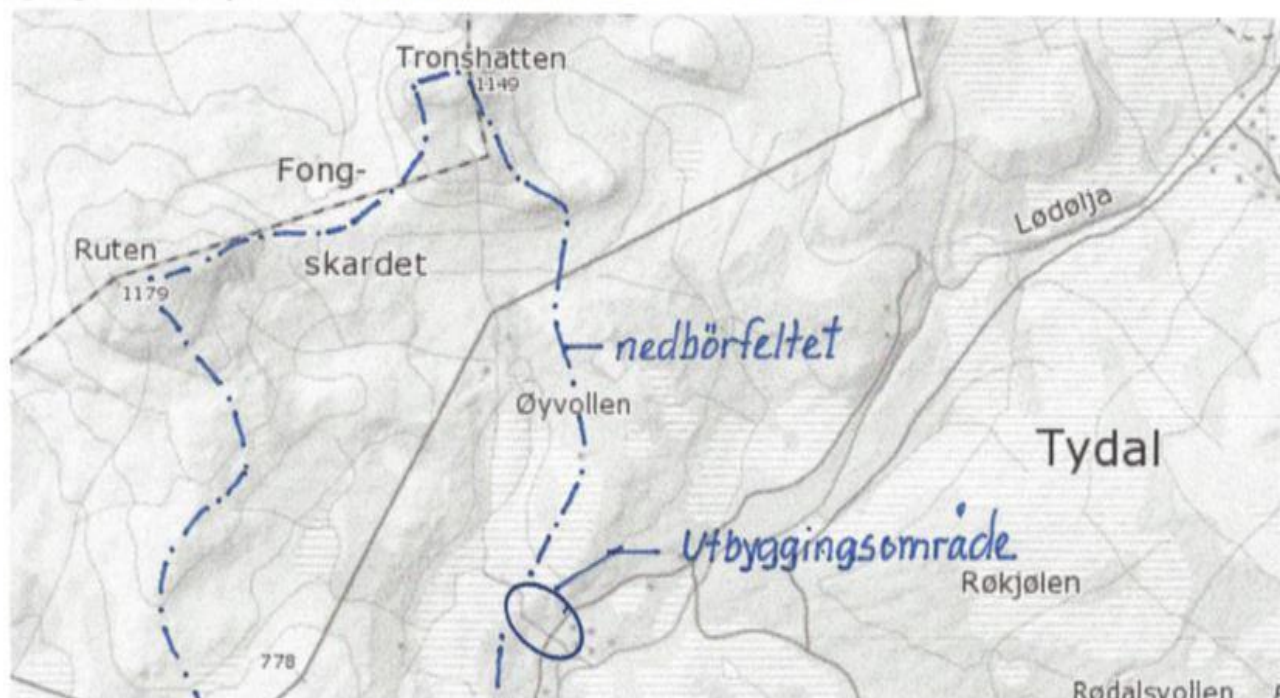 Tronshatten
1149
Fong-
Lødølja
Ruten
skardet
1179
nedbörfeltet
Øyvollen
Tydal
Utbyggingsområde
Røkjølen
778
Rødalsvollen